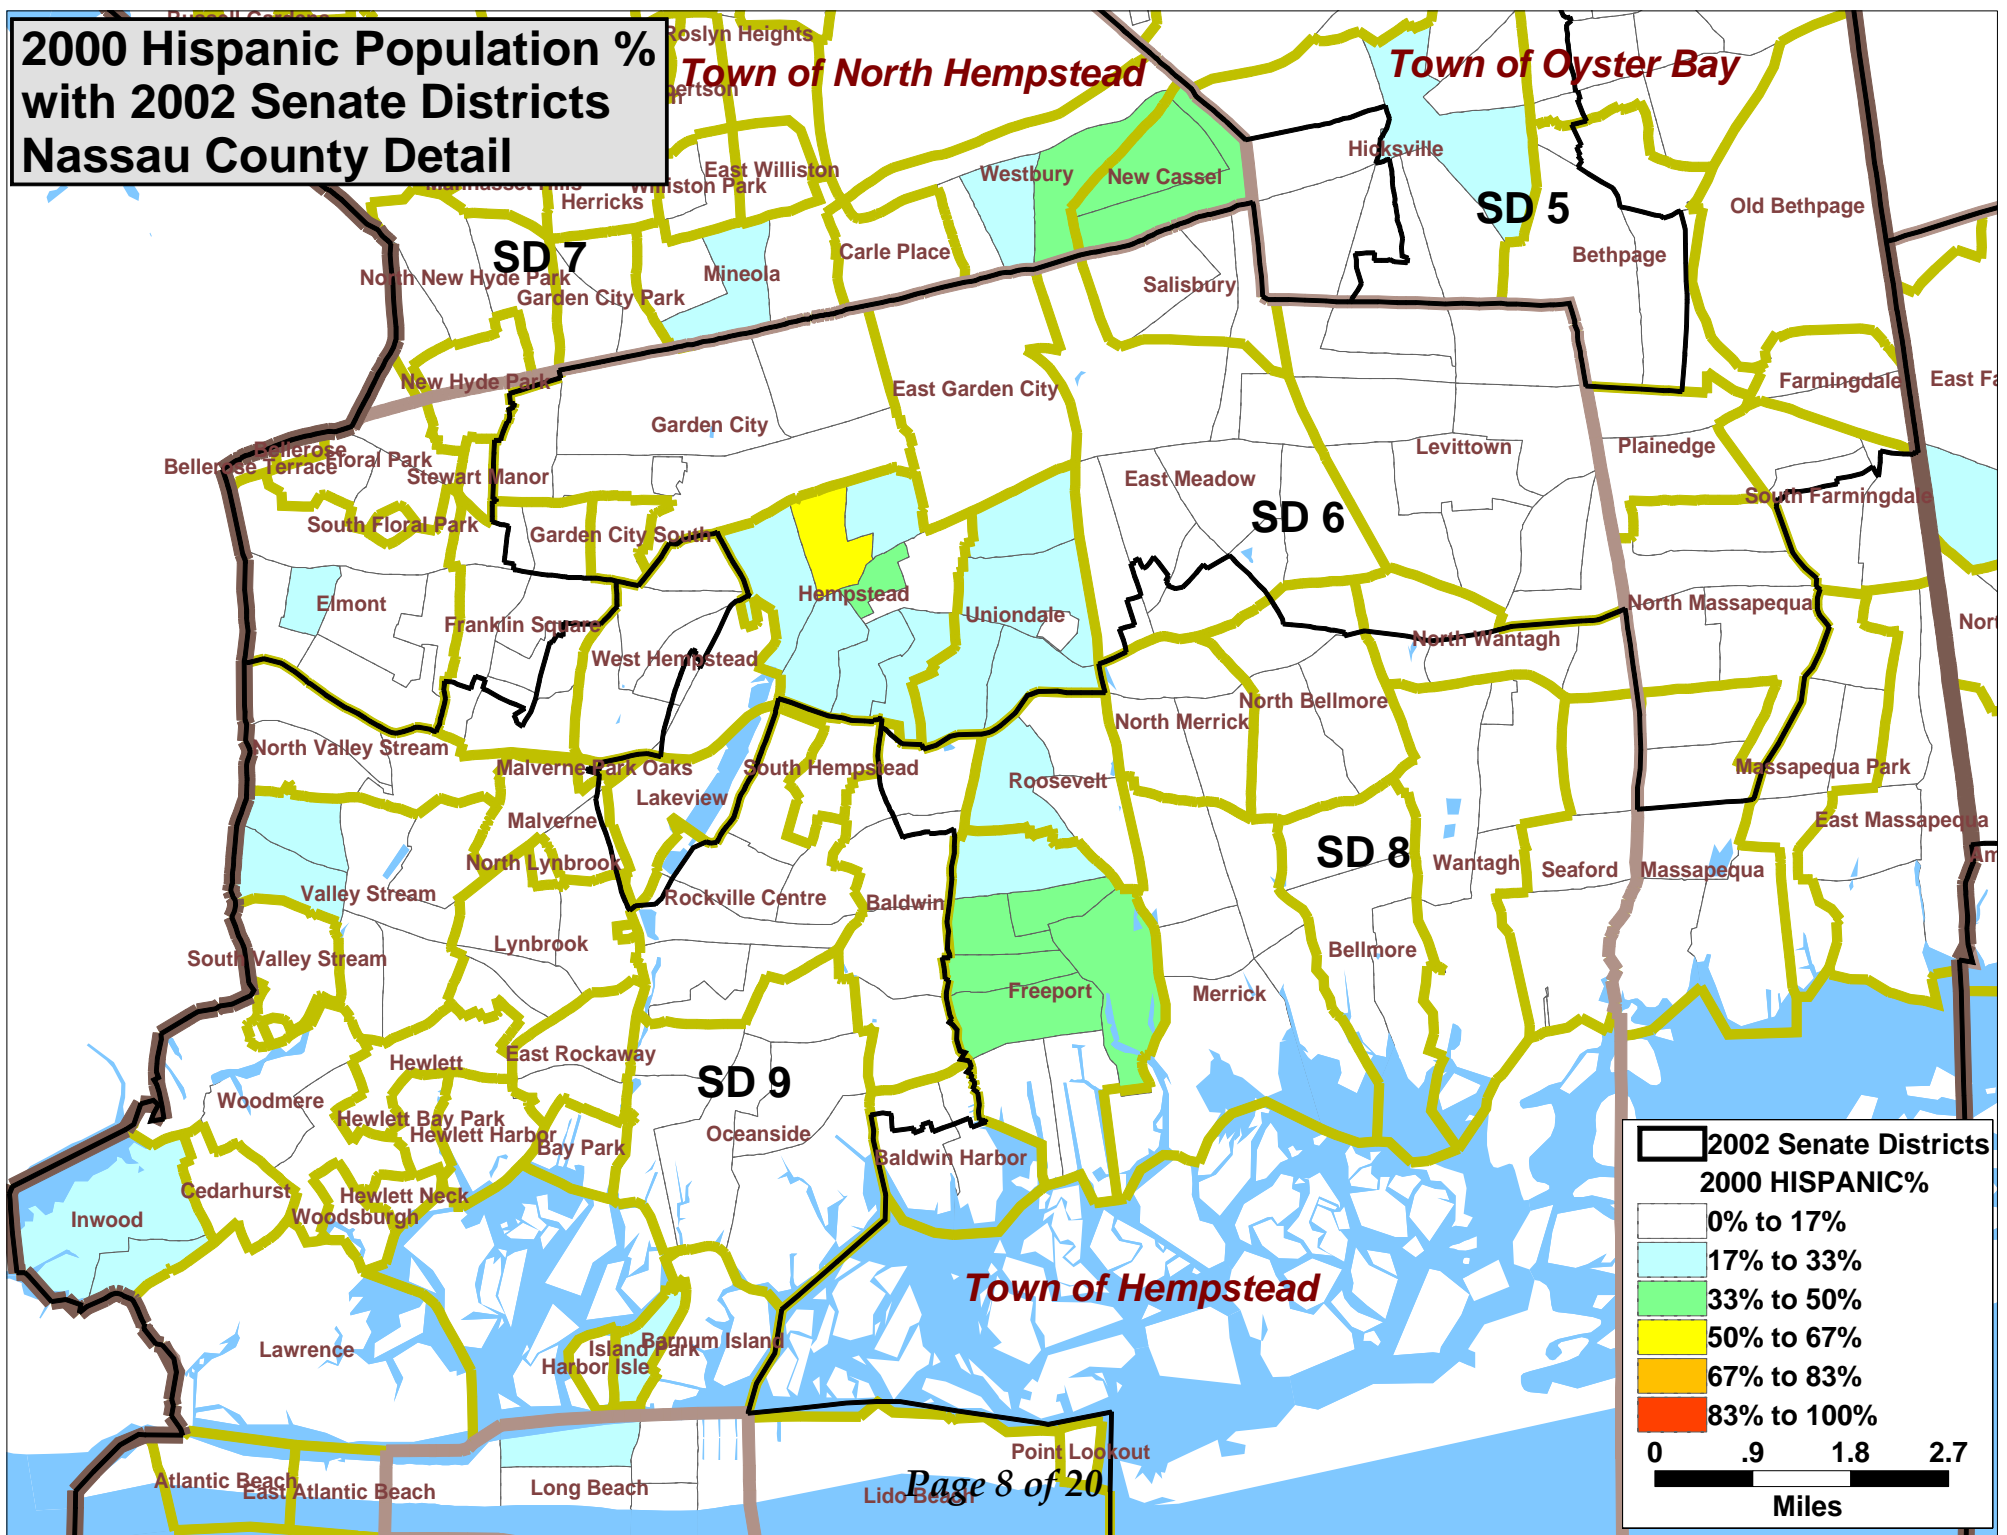 Russell Gardens
2000 Hispanic Population %
with 2002 Senate Districts
Nassau County Detail
Roslyn Heights
Town of North Hempstead
Town of Oyster Bay
Hicksville
East Williston
Williston Park
Herricks
Westbury
New Cassel
SD 5
Old Bethpage
SD 7
North New Hyde Park
Garden City Park
Mineola
Carle Place
Salisbury
Bethpage
New Hyde Park
East Garden City
Farmingdale
Garden City
Bellerose
Bellerose Terrace
Floral Park
Stewart Manor
East Meadow
Levittown
Plainedge
South Farmingdale
South Floral Park
Garden City South
SD 6
Elmont
Franklin Square
Hempstead
Uniondale
North Massapequa
West Hempstead
North Wantagh
North Valley Stream
North Merrick
North Bellmore
Malverne Park Oaks
South Hempstead
Roosevelt
Massapequa Park
Lakeview
Malverne
East Massapequa
North Lynbrook
SD 8
Wantagh
Seaford
Massapequa
Valley Stream
Rockville Centre
Baldwin
Lynbrook
South Valley Stream
Bellmore
Freeport
Merrick
Hewlett
East Rockaway
SD 9
Woodmere
Hewlett Bay Park
Hewlett Harbor
Bay Park
Oceanside
Baldwin Harbor
Cedarhurst
Hewlett Neck
Woodsburgh
Inwood
Town of Hempstead
Lawrence
Barnum Island
Island Park
Harbor Isle
Point Lookout
Atlantic Beach
East Atlantic Beach
Long Beach
Lido Beach
Page 8 of 20
2002 Senate Districts
2000 HISPANIC%
0% to 17%
17% to 33%
33% to 50%
50% to 67%
67% to 83%
83% to 100%
0 .9 1.8 2.7
Miles